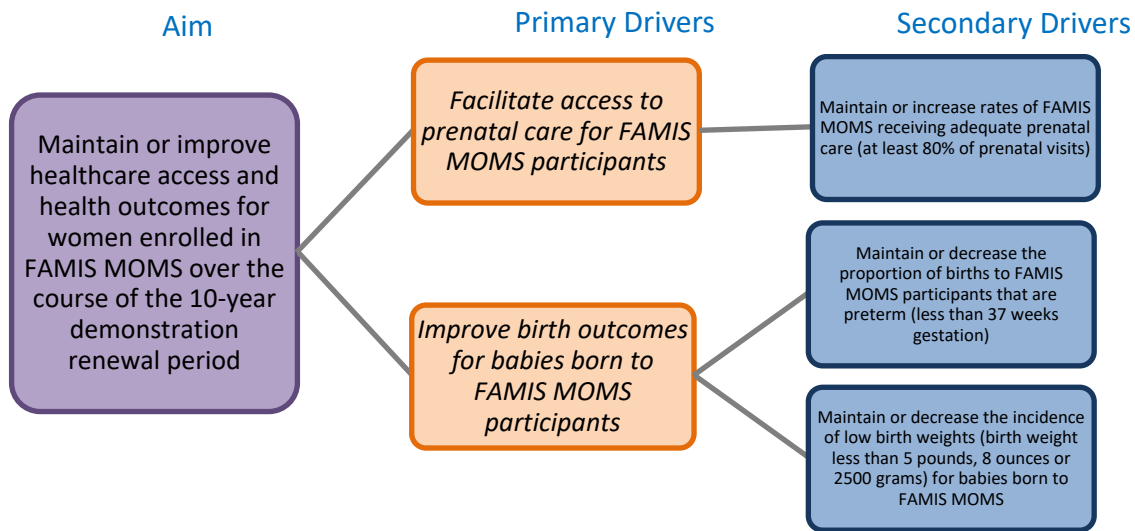 Aim
Primary Drivers
Secondary Drivers
Maintain or improve
healthcare access and
health outcomes for
women enrolled in
FAMIS MOMS over the
course of the 10-year
demonstration
renewal period
Facilitate access to
prenatal care for FAMIS
MOMS participants
Improve birth outcomes
for babies born to
FAMIS MOMS
participants
Maintain or increase rates of FAMIS
MOMS receiving adequate prenatal
care (at least 80% of prenatal visits)
Maintain or decrease the
proportion of births to FAMIS
MOMS participants that are
preterm (less than 37 weeks
gestation)
Maintain or decrease the incidence
of low birth weights (birth weight
less than 5 pounds, 8 ounces or
2500 grams) for babies born to
FAMIS MOMS